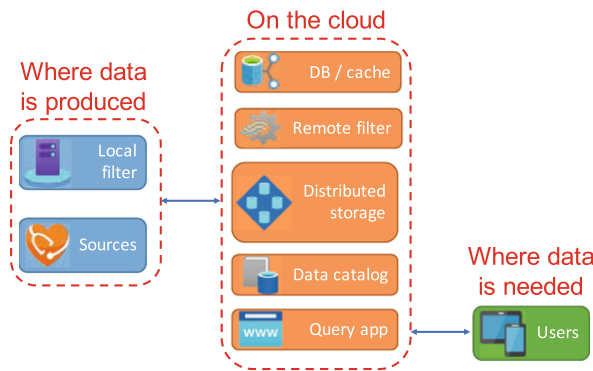 On the cloud
Where data
is produced
DB / cache
Remote filter
Local
filter
Distributed
storage
Sources
Data catalog
Where data
is needed
WWW
Query app
Users